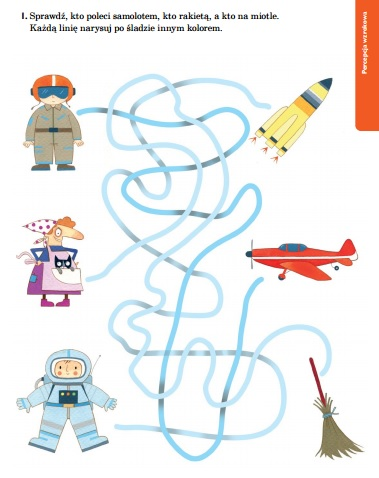 1. Sprawdź, kto poleci samolotem, kto rakietą, a kto na miotle.
Każdą linię narysuj po śladzie innym kolorem.
Percepcja wzrokowa